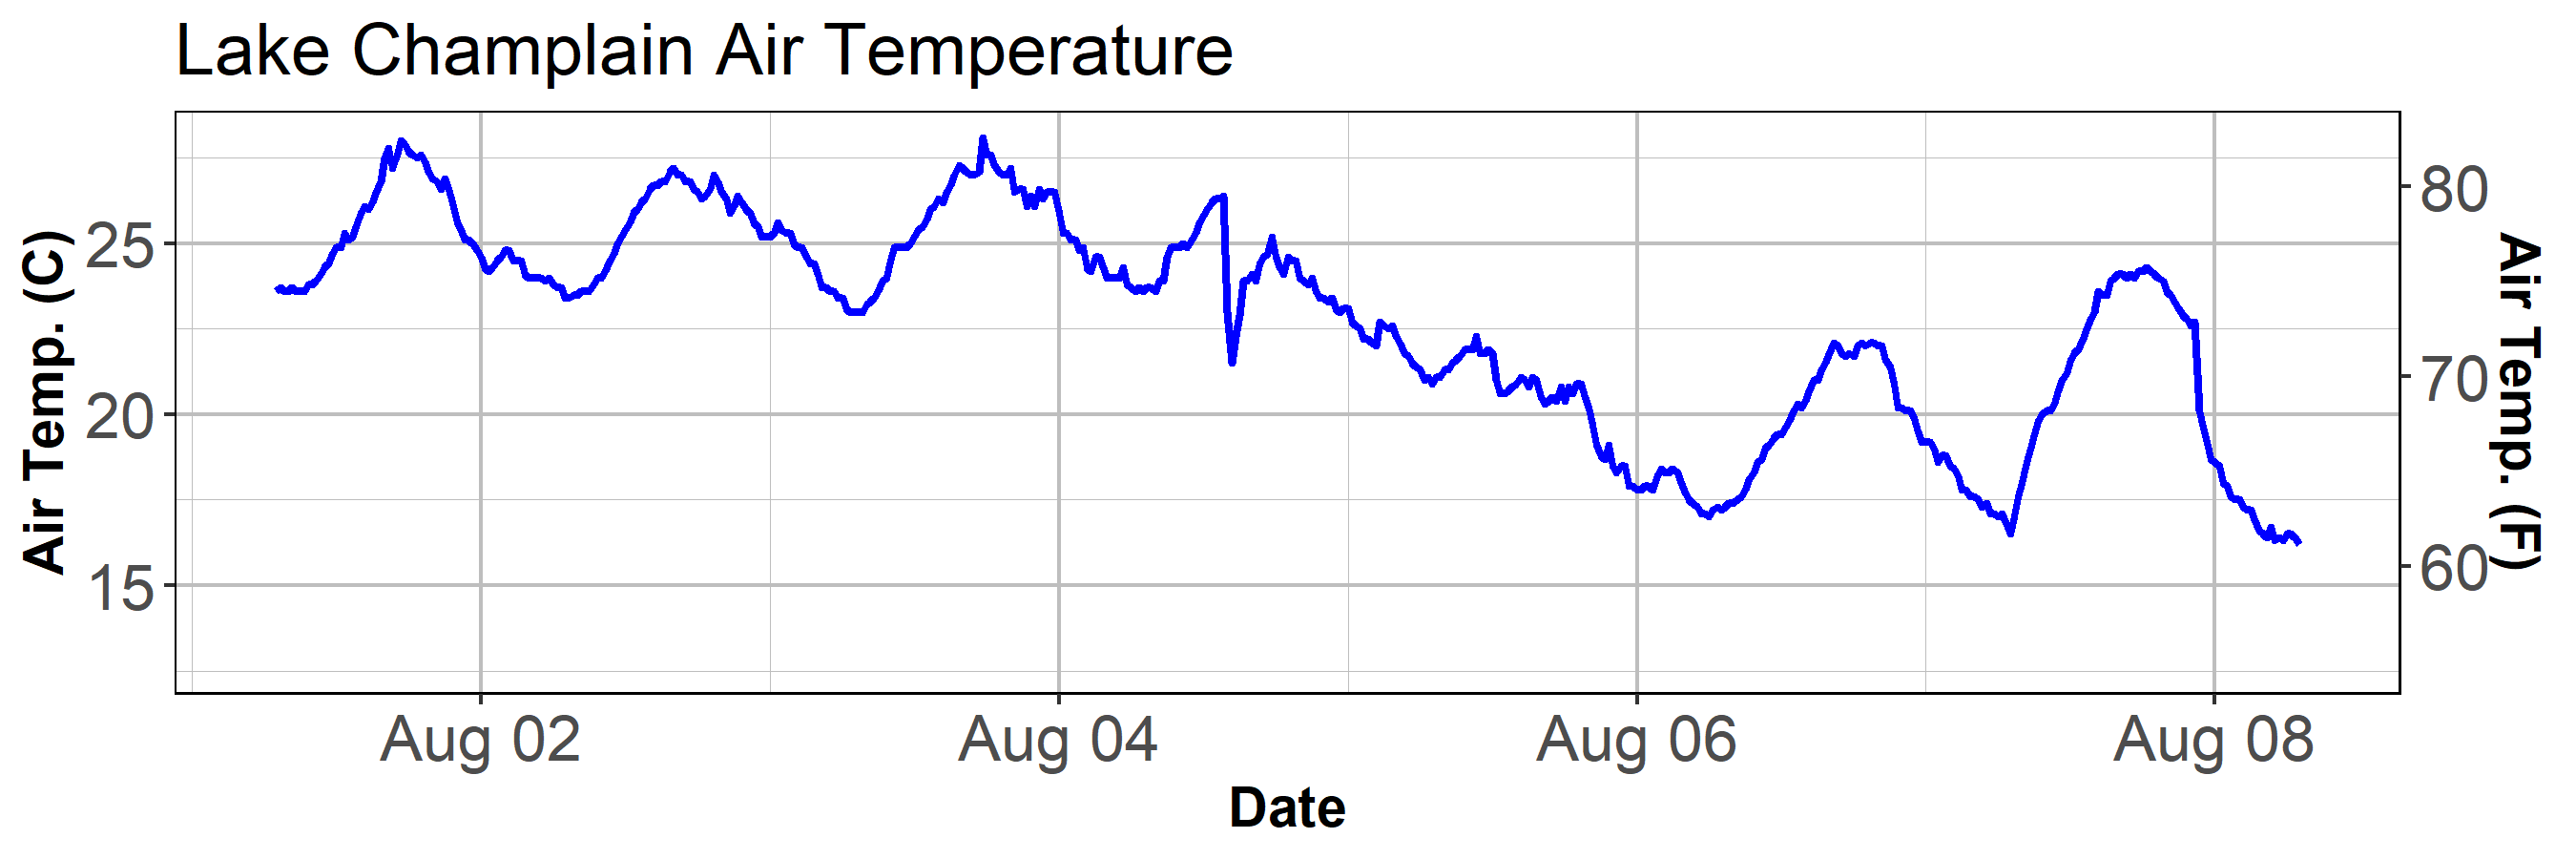 Lake Champlain Air Temperature
Air Temp. (C)
25
20
15
80
70
60
Air Temp. (F)
Aug 02 Aug 04 Aug 06 Aug 08
Date